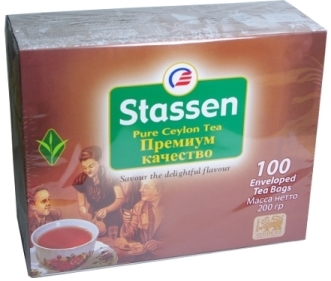 Stassen
Pure Ceylon Tea
Премиум
качество
Savour the delightful flavour
100
Enveloped
Tea Bags
Масса нетто
200 гр